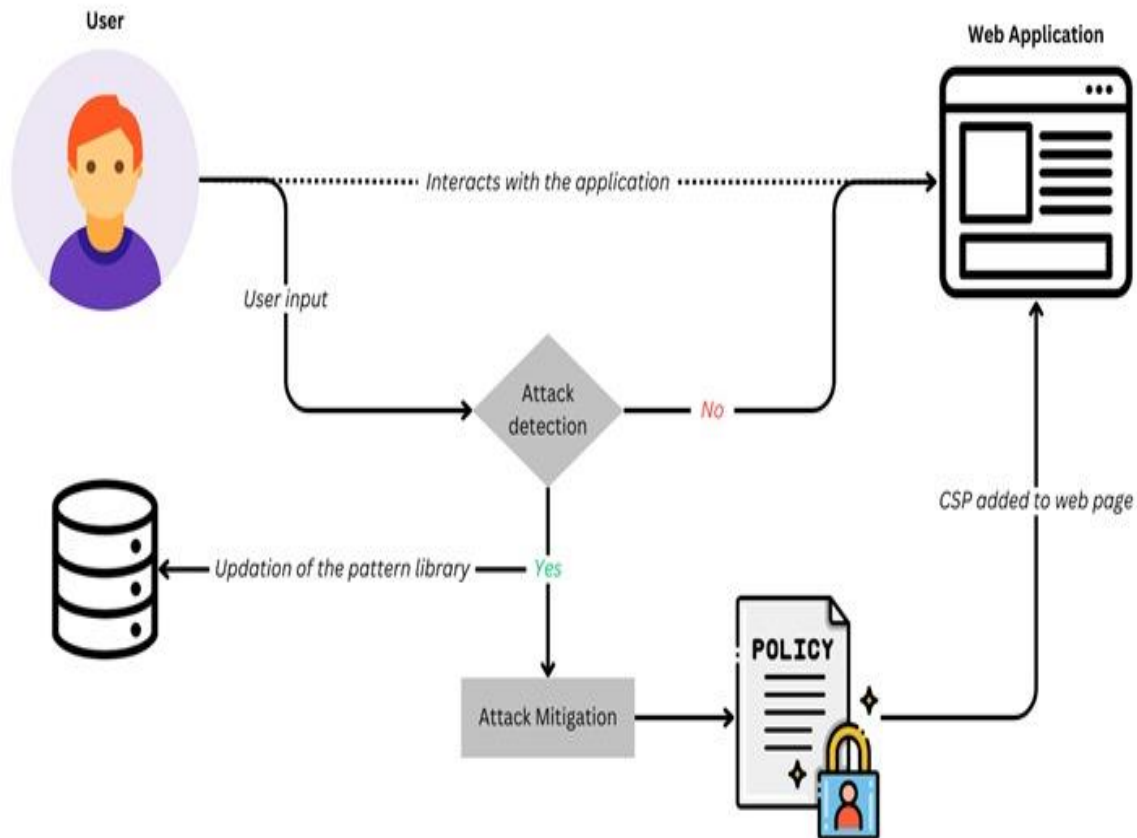 User
Web Application
Interacts with the application
User input
Attack
detection
No
CSP added to web page
Updation of the pattern library
Yes
POLICY
Attack Mitigation